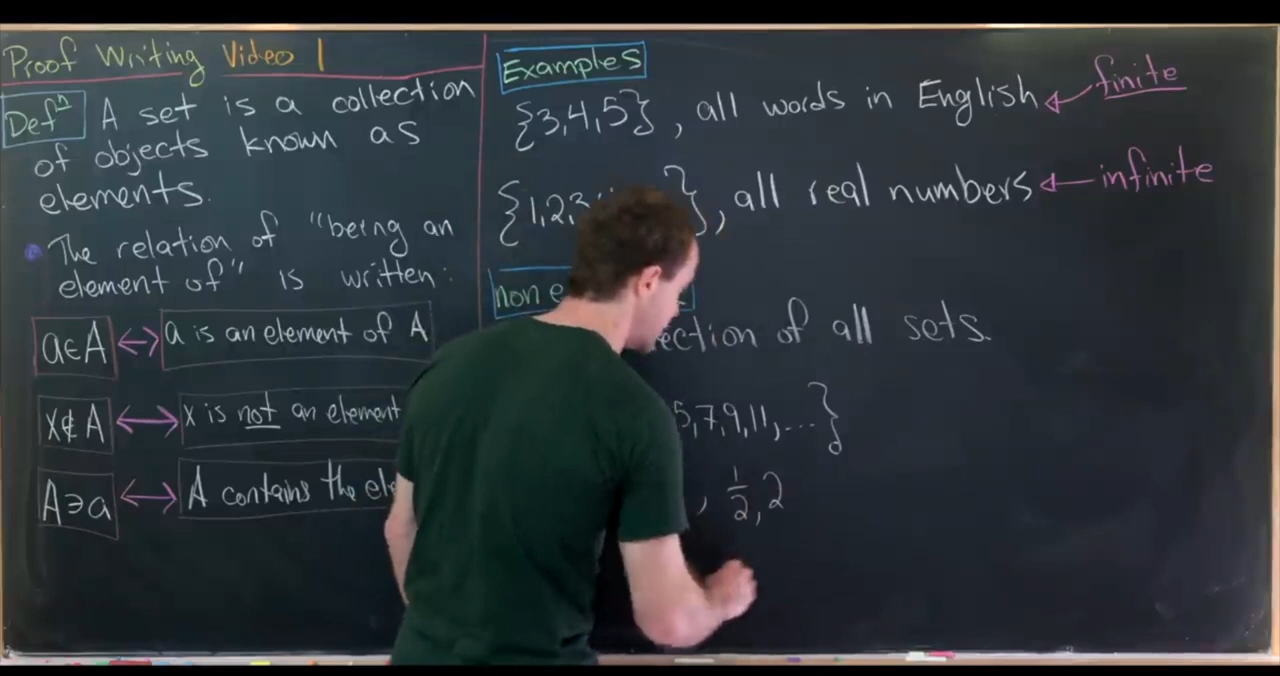 Proof Writing Video 1
Defⁿ A set is a collection
of objects known as
elements.
• The relation of "being an
element of" is written:
a∈A ↔ a is an element of A
x∉A ↔ x is not an element
A∋a ↔ A contains the
Examples
{3,4,5}, all words in English ← finite
{1,2,3 }, all real numbers ← infinite
non
of all sets.
5,7,9,11,...}
, 1/2, 2